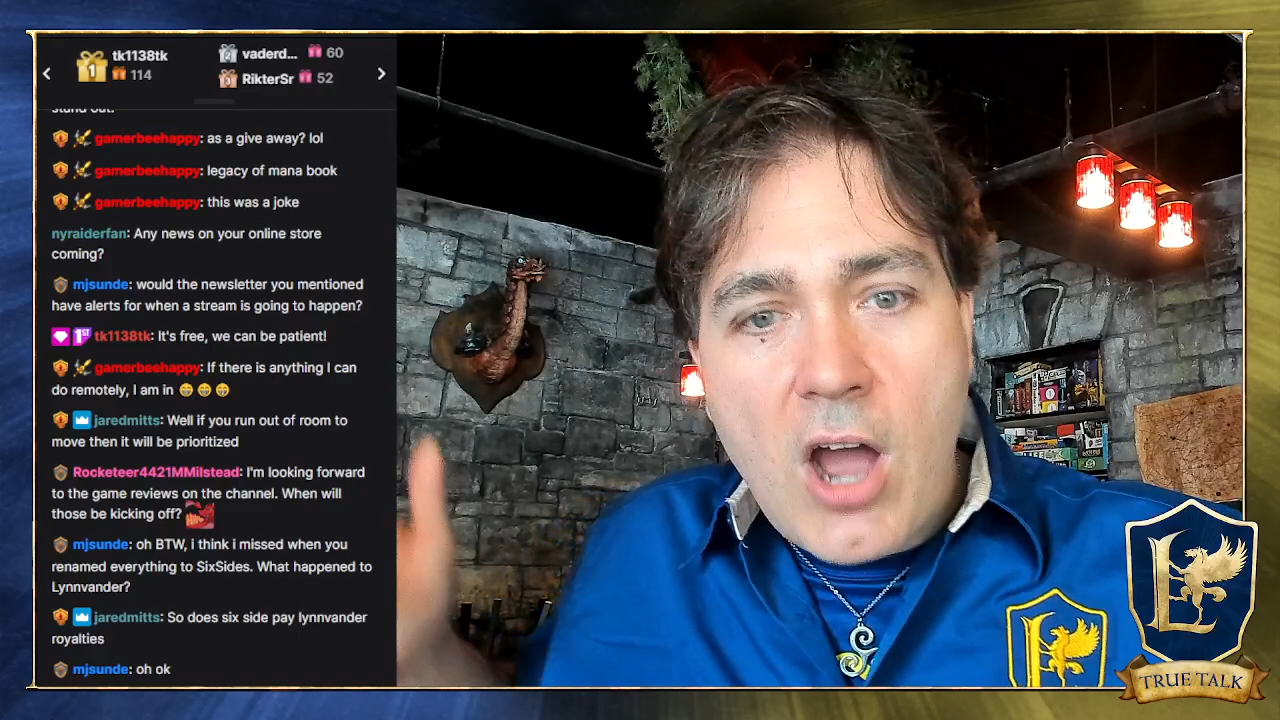 tk1138tk
114
vaderd... 60
RikterSr 52
stand out.
gamerbeehappy: as a give away? lol
gamerbeehappy: legacy of mana book
gamerbeehappy: this was a joke
nyraiderfan: Any news on your online store
coming?
mjsunde: would the newsletter you mentioned
have alerts for when a stream is going to happen?
tk1138tk: It's free, we can be patient!
gamerbeehappy: If there is anything I can
do remotely, I am in 😁😁😁
jaredmitts: Well if you run out of room to
move then it will be prioritized
Rocketeer4421MMilstead: I'm looking forward
to the game reviews on the channel. When will
those be kicking off?
mjsunde: oh BTW, i think i missed when you
renamed everything to SixSides. What happened to
Lynnvander?
jaredmitts: So does six side pay lynnvander
royalties
mjsunde: oh ok
L
L
TRUE TALK